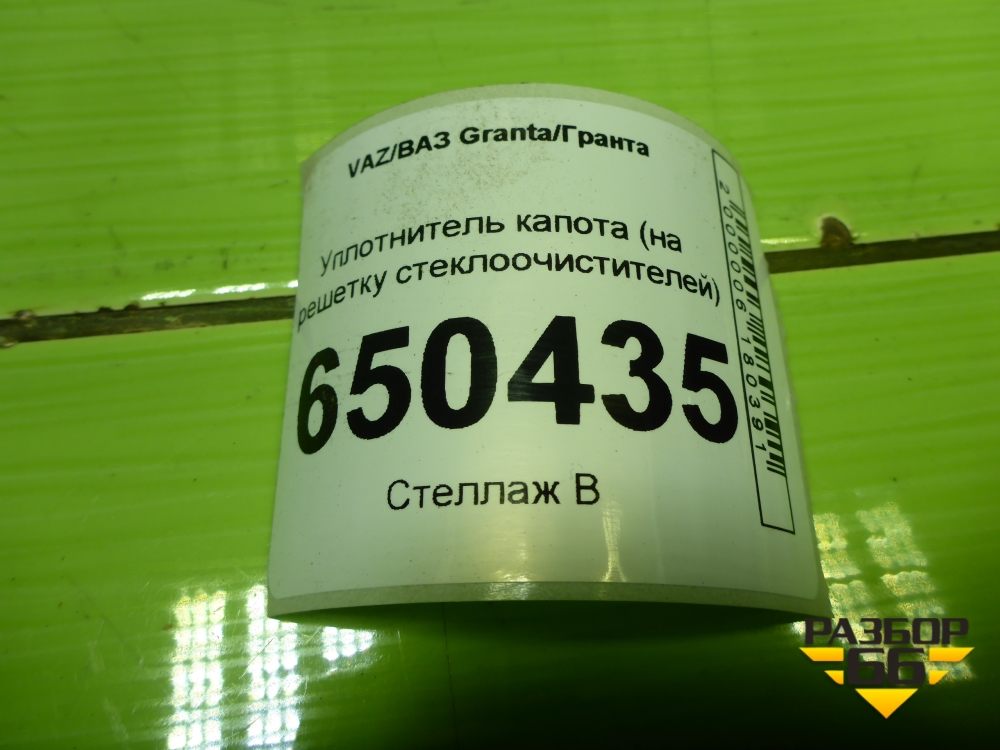 VAZ/ВАЗ Granta/Гранта
Уплотнитель капота (на
решетку стеклоочистителей)
650435
Стеллаж В
2000006180391
РАЗБОР
66